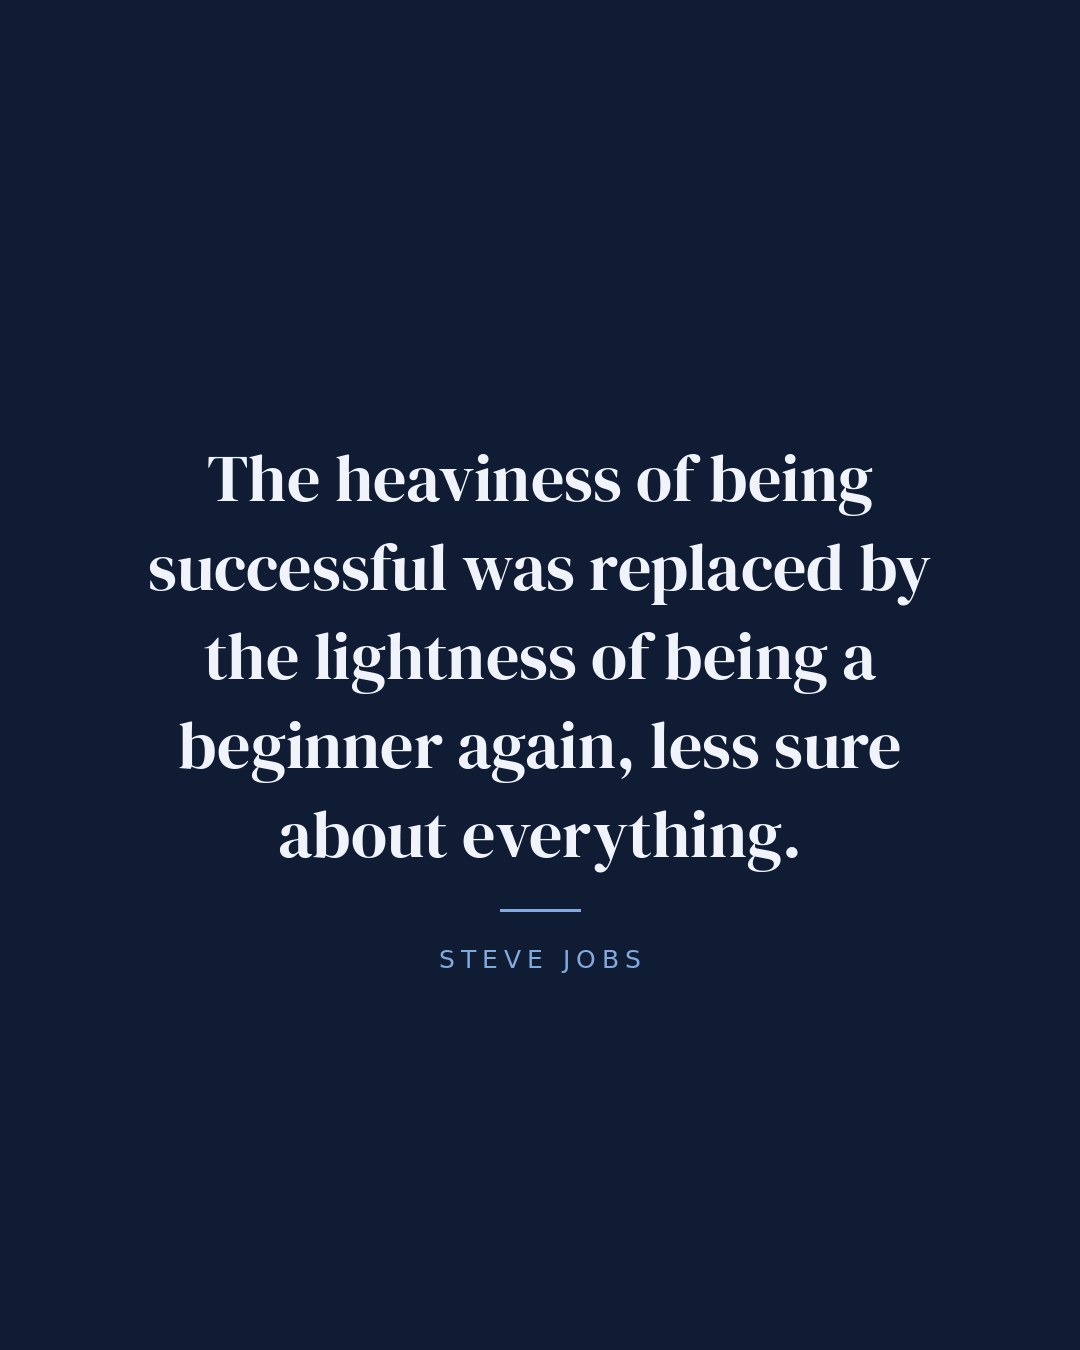 The heaviness of being
successful was replaced by
the lightness of being a
beginner again, less sure
about everything.
STEVE JOBS